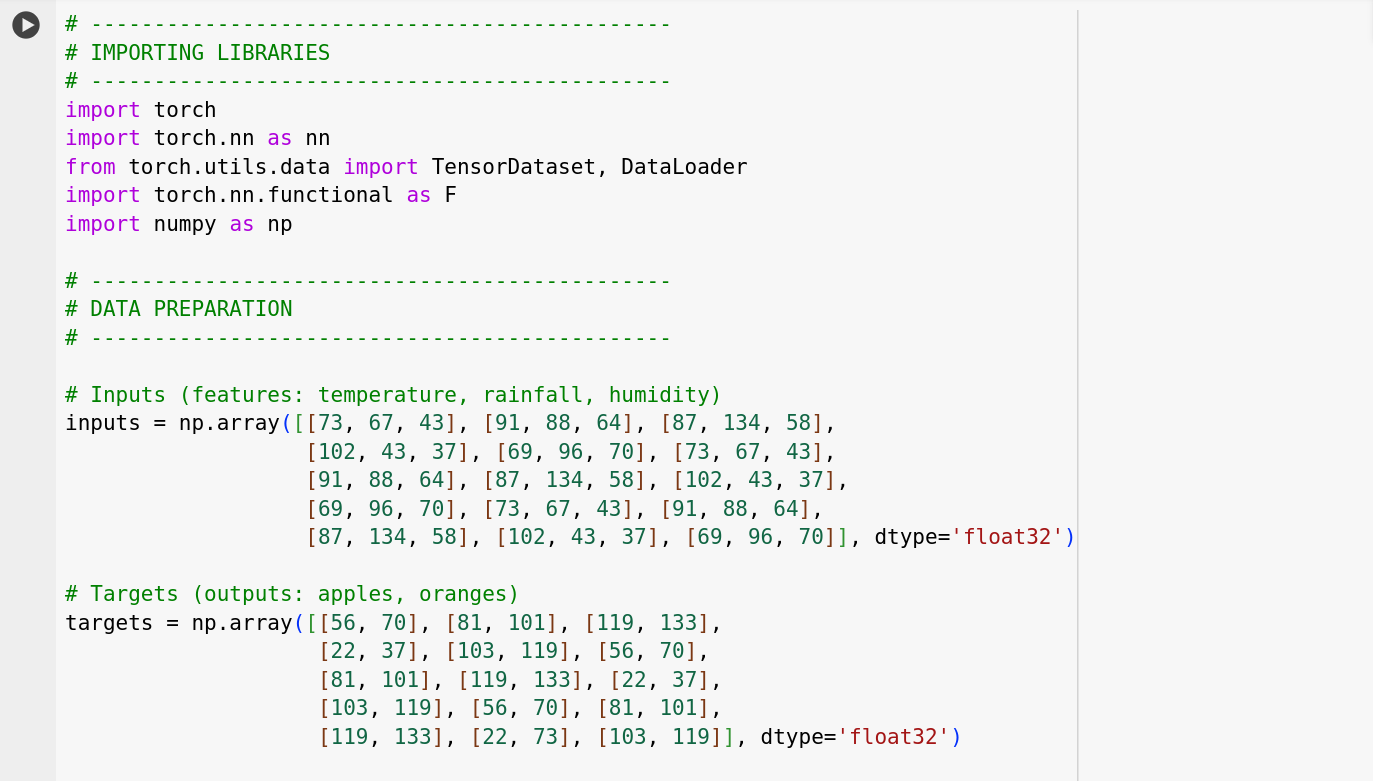 # ----------------------------------------------
# IMPORTING LIBRARIES
# ----------------------------------------------
import torch
import torch.nn as nn
from torch.utils.data import TensorDataset, DataLoader
import torch.nn.functional as F
import numpy as np
# ----------------------------------------------
# DATA PREPARATION
# ----------------------------------------------
# Inputs (features: temperature, rainfall, humidity)
inputs = np.array([[73, 67, 43], [91, 88, 64], [87, 134, 58],
[102, 43, 37], [69, 96, 70], [73, 67, 43],
[91, 88, 64], [87, 134, 58], [102, 43, 37],
[69, 96, 70], [73, 67, 43], [91, 88, 64],
[87, 134, 58], [102, 43, 37], [69, 96, 70]], dtype='float32')
# Targets (outputs: apples, oranges)
targets = np.array([[56, 70], [81, 101], [119, 133],
[22, 37], [103, 119], [56, 70],
[81, 101], [119, 133], [22, 37],
[103, 119], [56, 70], [81, 101],
[119, 133], [22, 73], [103, 119]], dtype='float32')